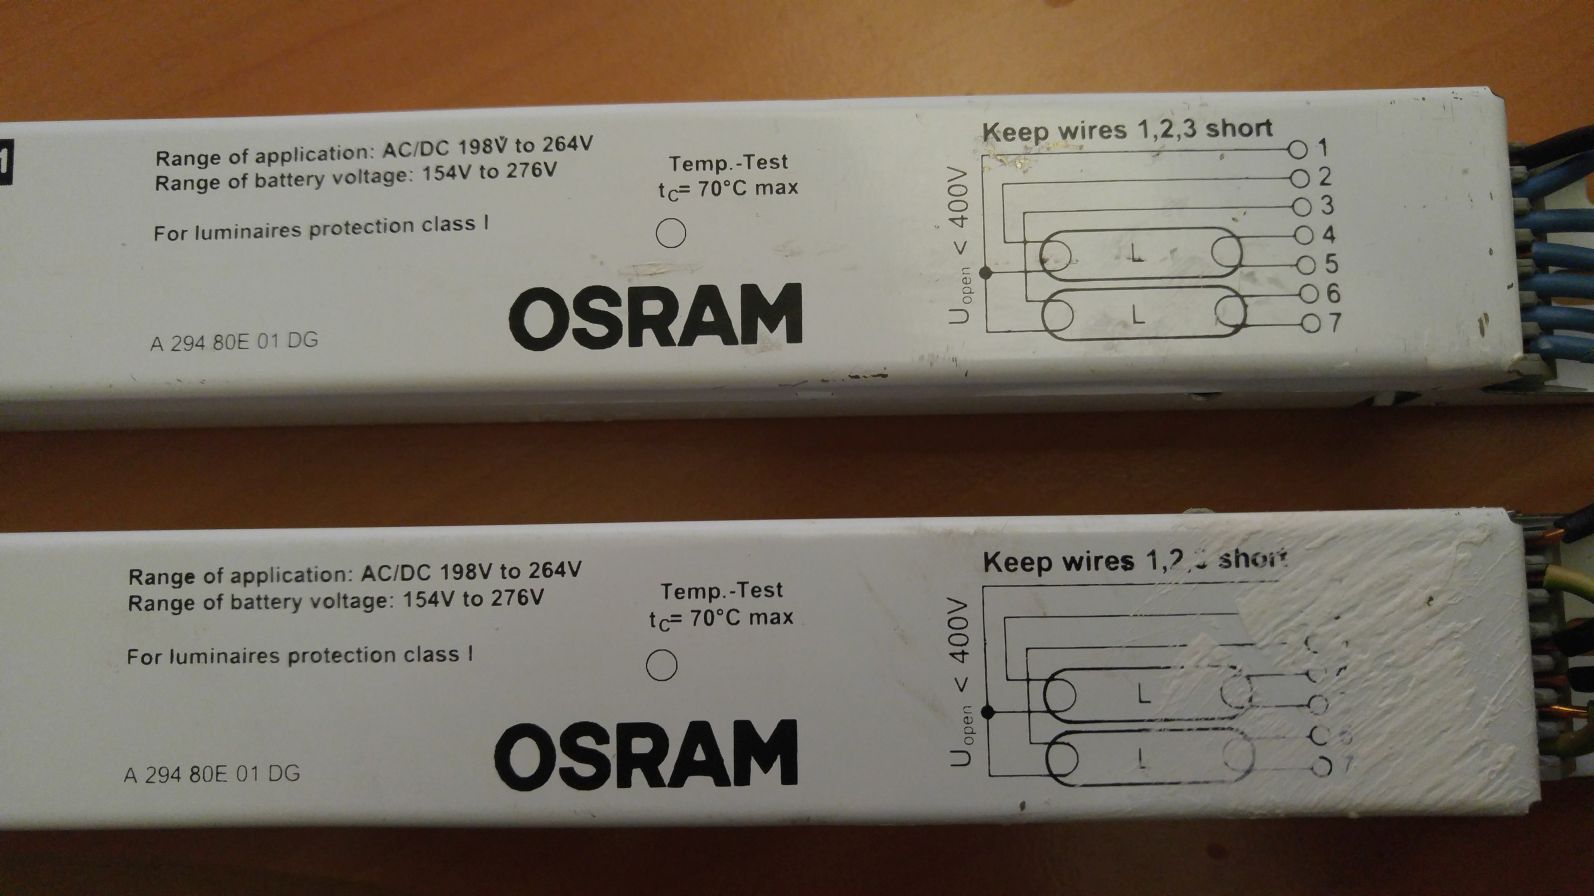 1
Range of application: AC/DC 198V to 264V
Range of battery voltage: 154V to 276V
For luminaires protection class I
A 294 80E 01 DG
Temp.-Test
tc= 70°C max
OSRAM
Keep wires 1,2,3 short
Uopen < 400V
1
2
3
L 4
5
6
L 7
Range of application: AC/DC 198V to 264V
Range of battery voltage: 154V to 276V
For luminaires protection class I
A 294 80E 01 DG
Temp.-Test
tc= 70°C max
OSRAM
Keep wires 1,2, short
Uopen < 400V
L
L